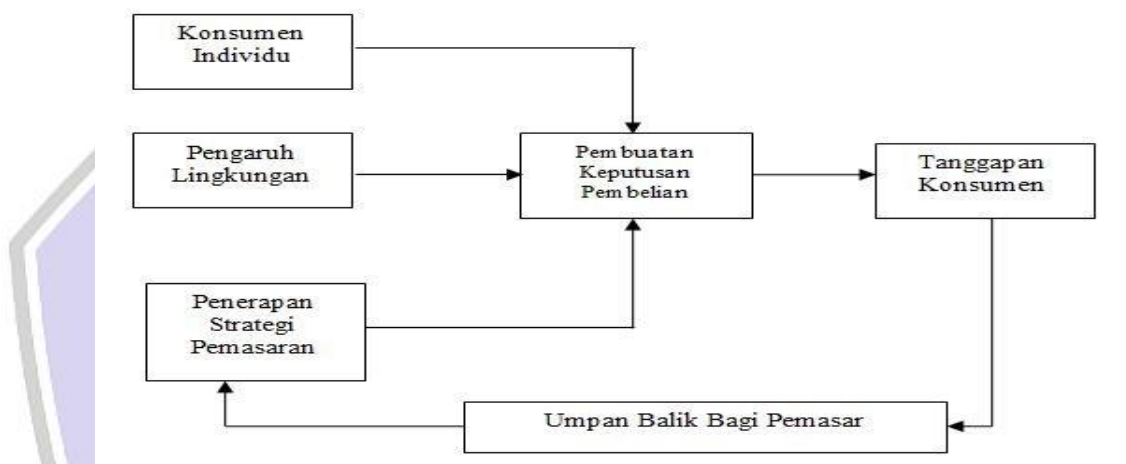 Konsumen
Individu
Pengaruh
Lingkungan
Pembuatan
Keputusan
Pembelian
Tanggapan
Konsumen
Penerapan
Strategi
Pemasaran
Umpan Balik Bagi Pemasar